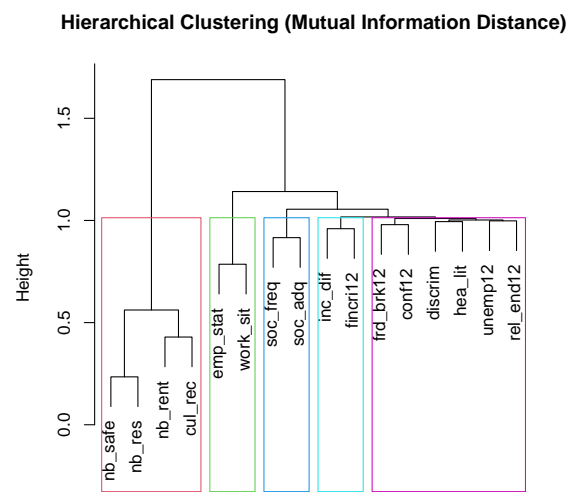 Hierarchical Clustering (Mutual Information Distance)
Height
1.5
1.0
0.5
0.0
nb_safe
nb_res
nb_rent
cul_rec
emp_stat
work_sit
soc_freq
soc_adq
inc_dif
fincri12
frd_brk12
conf12
discrim
hea_lit
unemp12
rel_end12